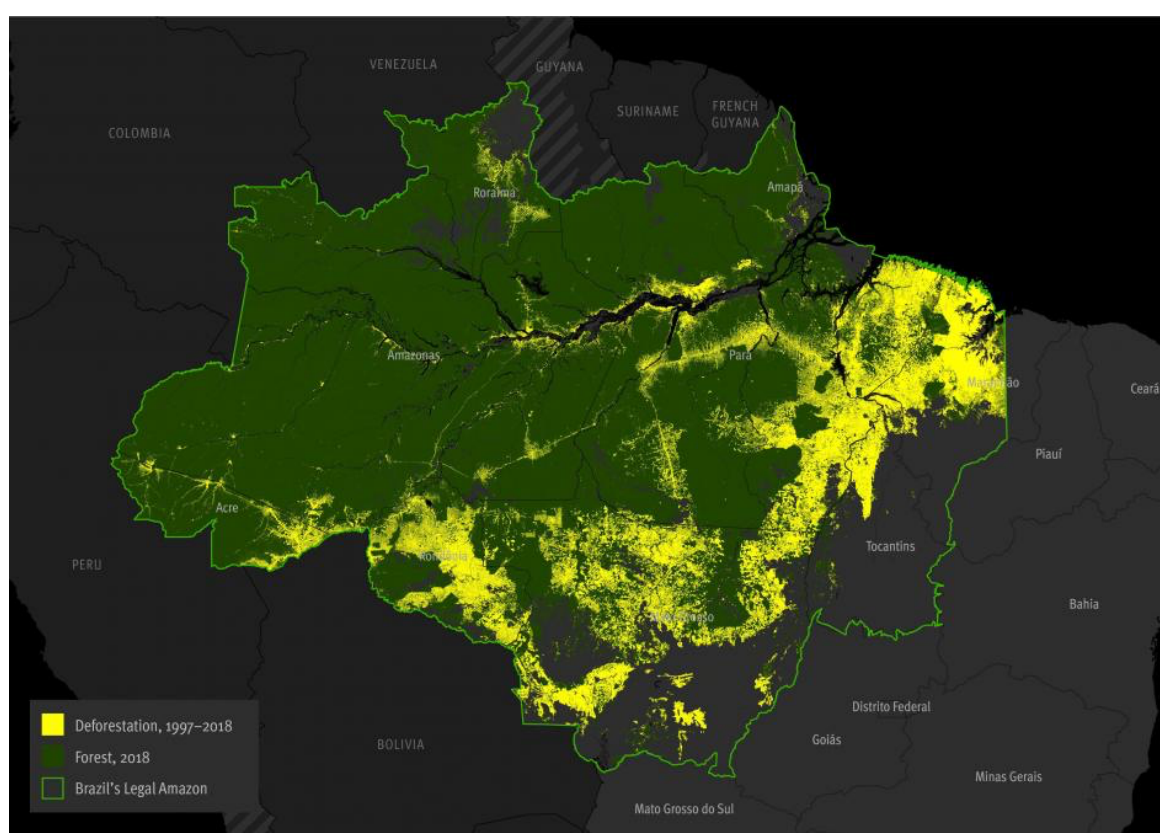 VENEZUELA
GUYANA
COLOMBIA
SURINAME
FRENCH
GUYANA
Roraima
Amapá
Amazonas
Pará
Maranhão
Ceará
Piauí
Acre
Rondônia
Tocantins
PERU
Bahia
Distrito Federal
Goiás
BOLIVIA
Minas Gerais
Mato Grosso do Sul
Deforestation, 1997–2018
Forest, 2018
Brazil's Legal Amazon